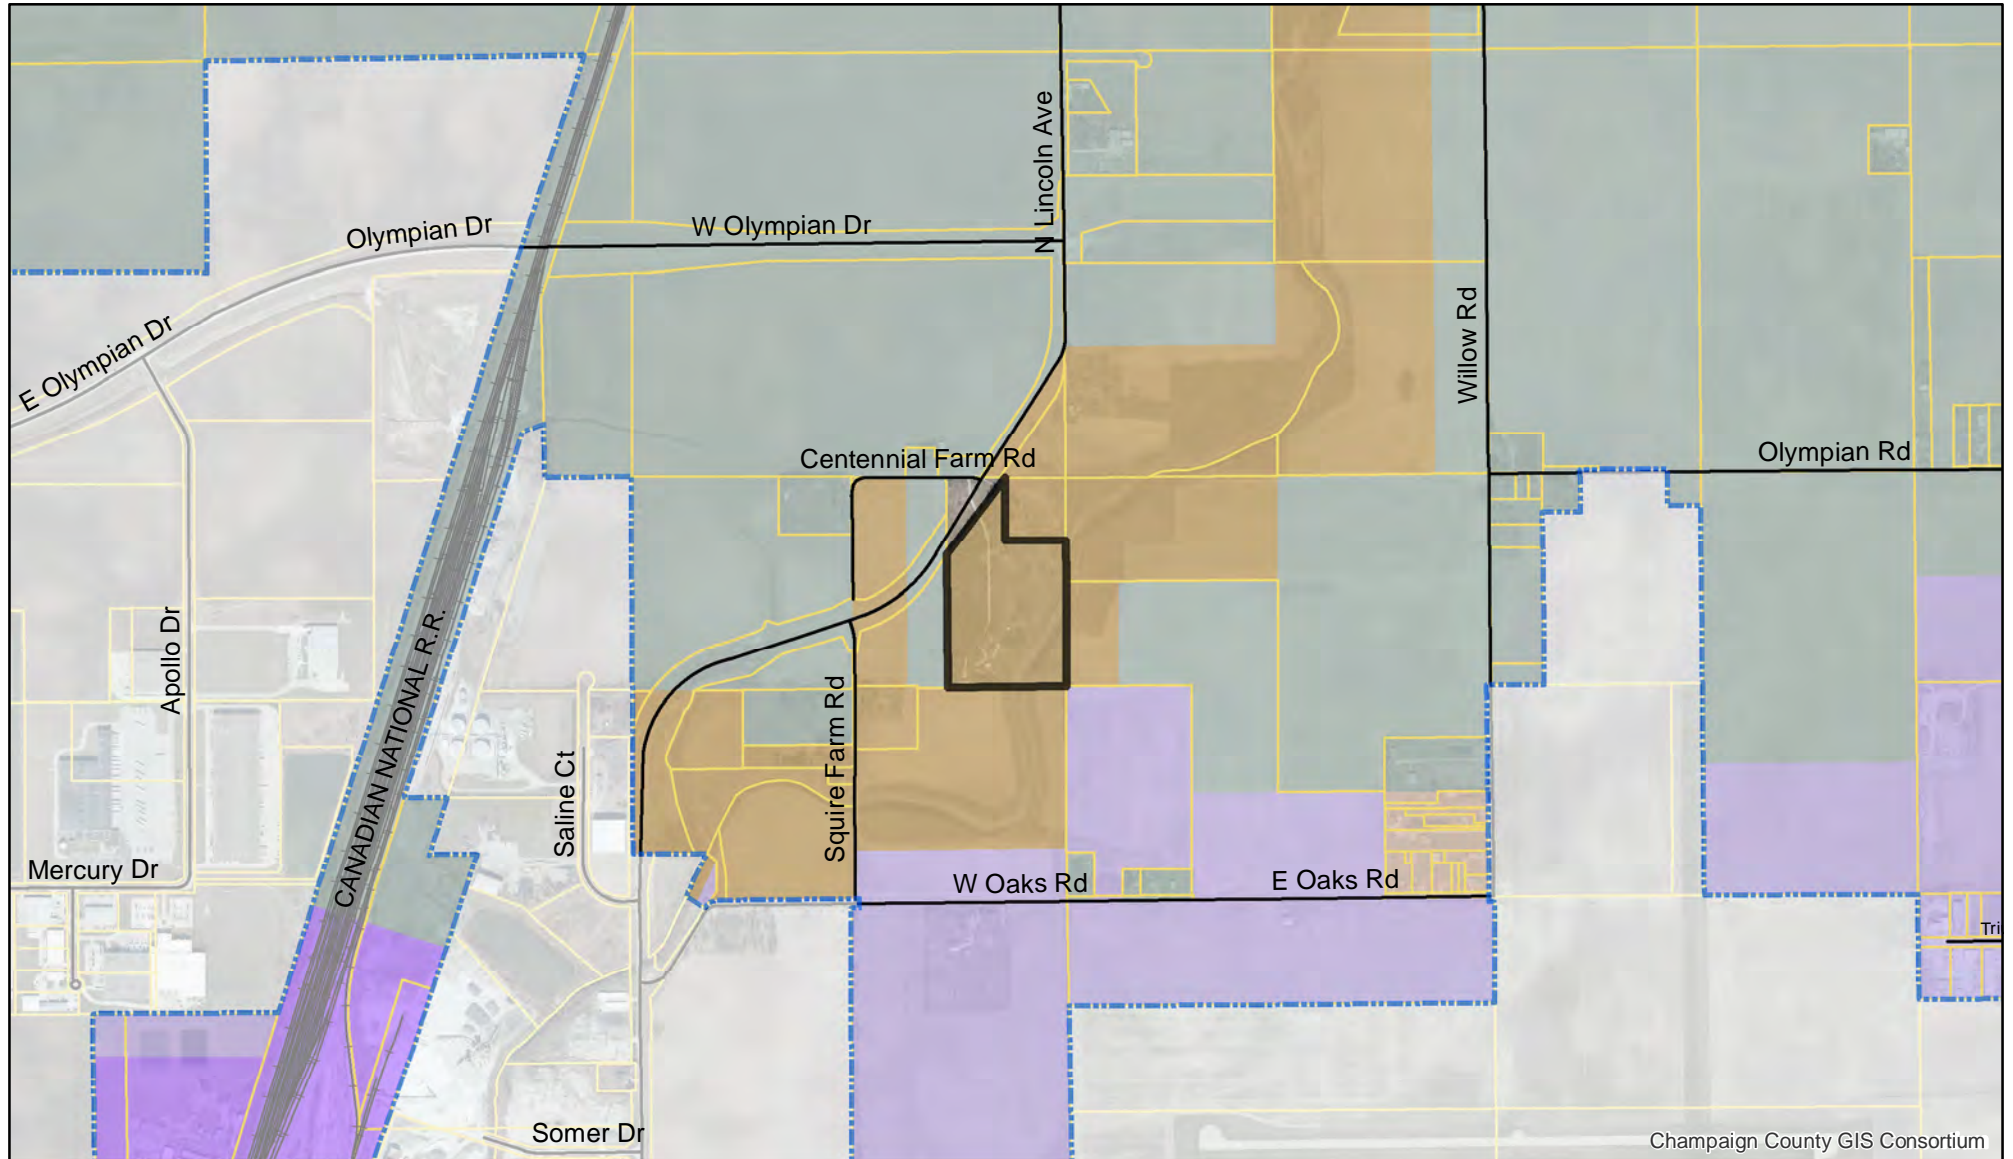 N Lincoln Ave
Olympian Dr
W Olympian Dr
E Olympian Dr
Willow Rd
Centennial Farm Rd
Olympian Rd
Apollo Dr
CANADIAN NATIONAL R.R.
Squire Farm Rd
Saline Ct
Mercury Dr
W Oaks Rd
E Oaks Rd
Tri
Somer Dr
Champaign County GIS Consortium